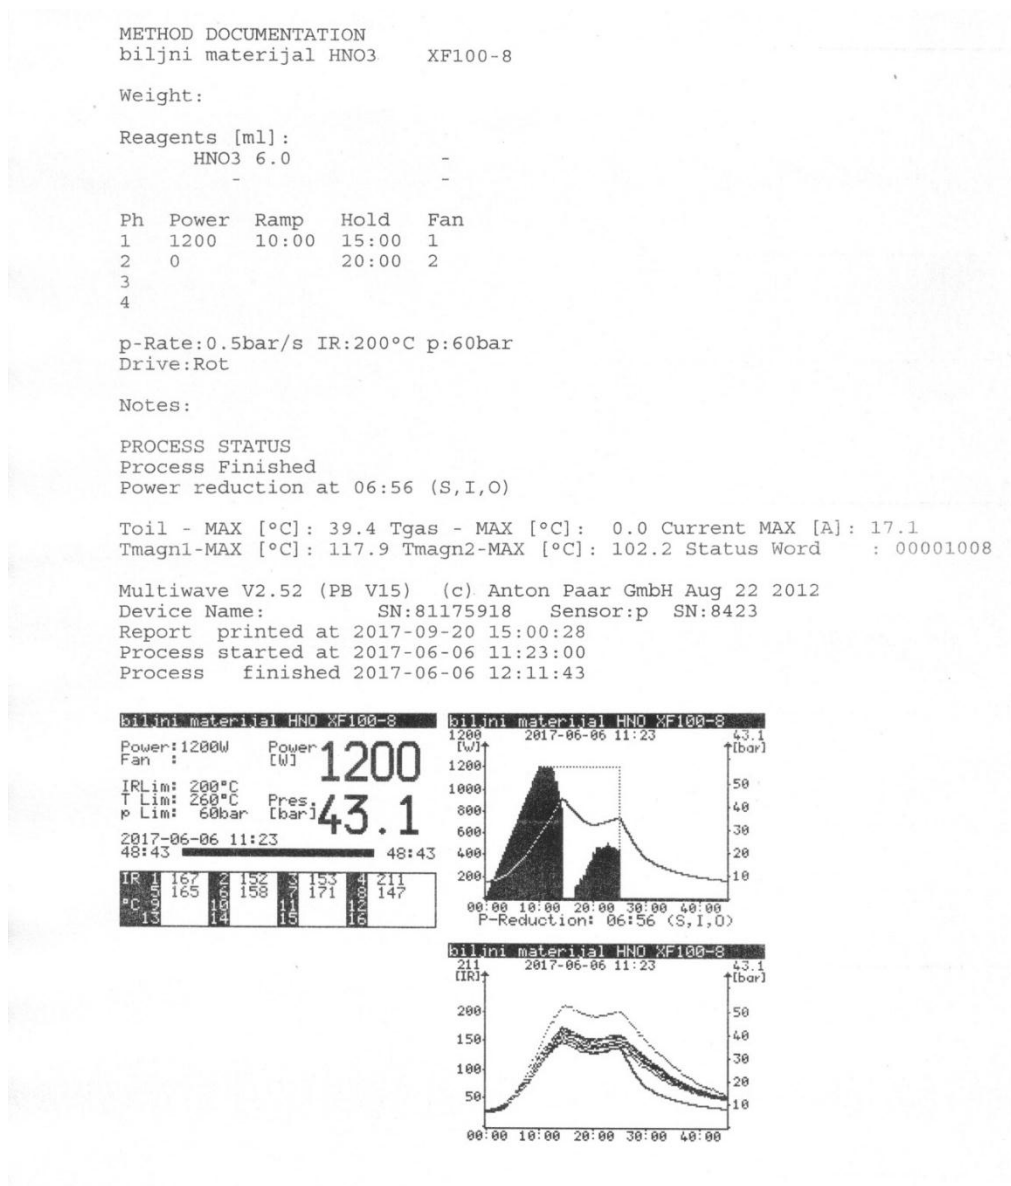 METHOD DOCUMENTATION
biljni materijal HNO3 XF100-8
Weight:
Reagents [ml]:
HNO3 6.0 -
- -
Ph Power Ramp Hold Fan
1 1200 10:00 15:00 1
2 0 20:00 2
3
4
p-Rate:0.5bar/s IR:200°C p:60bar
Drive:Rot
Notes:
PROCESS STATUS
Process Finished
Power reduction at 06:56 (S,I,O)
Toil - MAX [°C]: 39.4 Tgas - MAX [°C]: 0.0 Current MAX [A]: 17.1
Tmagn1-MAX [°C]: 117.9 Tmagn2-MAX [°C]: 102.2 Status Word : 00001008
Multiwave V2.52 (PB V15) (c) Anton Paar GmbH Aug 22 2012
Device Name: SN:81175918 Sensor:p SN:8423
Report printed at 2017-09-20 15:00:28
Process started at 2017-06-06 11:23:00
Process finished 2017-06-06 12:11:43
biljni materijal HNO XF100-8
Power:1200W Power [W] 1200
Fan :
IRLim: 200°C
T Lim: 260°C Pres. [bar] 43.1
p Lim: 60bar
2017-06-06 11:23
48:43 48:43
IR 1 167 2 152 3 153 4 211
5 165 6 158 7 171 8 147
°C 9 10 11 12
13 14 15 16
biljni materijal HNO XF100-8
1200 2017-06-06 11:23 43.1
[W] [bar]
1200
1000 50
800 40
600 30
400 20
200 10
00:00 10:00 20:00 30:00 40:00
P-Reduction: 06:56 (S,I,O)
biljni materijal HNO XF100-8
211 2017-06-06 11:23 43.1
[IR] [bar]
200 50
150 40
100 30
50 20
10
00:00 10:00 20:00 30:00 40:00